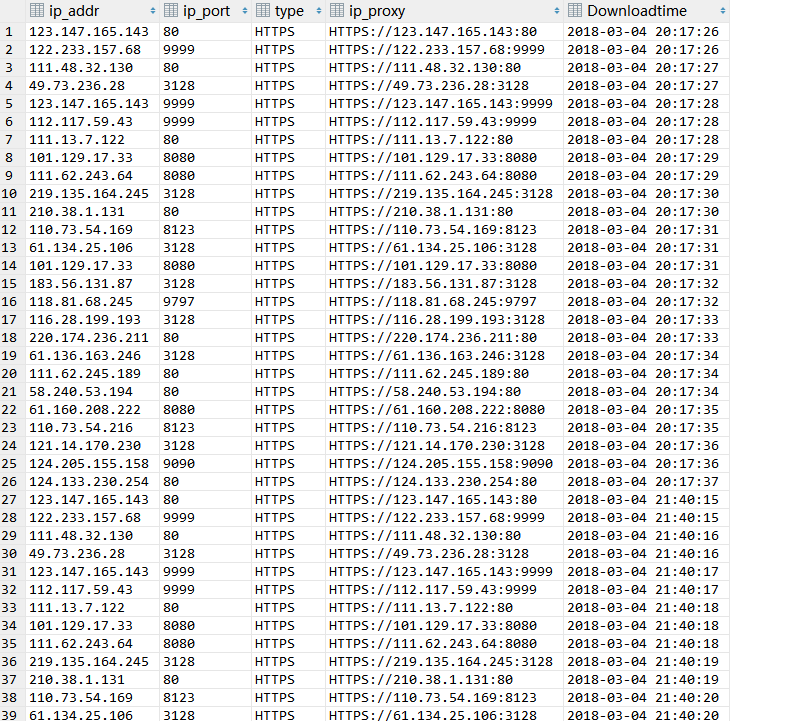 ip_addr ip_port type ip_proxy Downloadtime
1 123.147.165.143 80 HTTPS HTTPS://123.147.165.143:80 2018-03-04 20:17:26
2 122.233.157.68 9999 HTTPS HTTPS://122.233.157.68:9999 2018-03-04 20:17:26
3 111.48.32.130 80 HTTPS HTTPS://111.48.32.130:80 2018-03-04 20:17:27
4 49.73.236.28 3128 HTTPS HTTPS://49.73.236.28:3128 2018-03-04 20:17:27
5 123.147.165.143 9999 HTTPS HTTPS://123.147.165.143:9999 2018-03-04 20:17:28
6 112.117.59.43 9999 HTTPS HTTPS://112.117.59.43:9999 2018-03-04 20:17:28
7 111.13.7.122 80 HTTPS HTTPS://111.13.7.122:80 2018-03-04 20:17:28
8 101.129.17.33 8080 HTTPS HTTPS://101.129.17.33:8080 2018-03-04 20:17:29
9 111.62.243.64 8080 HTTPS HTTPS://111.62.243.64:8080 2018-03-04 20:17:29
10 219.135.164.245 3128 HTTPS HTTPS://219.135.164.245:3128 2018-03-04 20:17:30
11 210.38.1.131 80 HTTPS HTTPS://210.38.1.131:80 2018-03-04 20:17:30
12 110.73.54.169 8123 HTTPS HTTPS://110.73.54.169:8123 2018-03-04 20:17:31
13 61.134.25.106 3128 HTTPS HTTPS://61.134.25.106:3128 2018-03-04 20:17:31
14 101.129.17.33 8080 HTTPS HTTPS://101.129.17.33:8080 2018-03-04 20:17:31
15 183.56.131.87 3128 HTTPS HTTPS://183.56.131.87:3128 2018-03-04 20:17:32
16 118.81.68.245 9797 HTTPS HTTPS://118.81.68.245:9797 2018-03-04 20:17:32
17 116.28.199.193 3128 HTTPS HTTPS://116.28.199.193:3128 2018-03-04 20:17:33
18 220.174.236.211 80 HTTPS HTTPS://220.174.236.211:80 2018-03-04 20:17:33
19 61.136.163.246 3128 HTTPS HTTPS://61.136.163.246:3128 2018-03-04 20:17:34
20 111.62.245.189 80 HTTPS HTTPS://111.62.245.189:80 2018-03-04 20:17:34
21 58.240.53.194 80 HTTPS HTTPS://58.240.53.194:80 2018-03-04 20:17:34
22 61.160.208.222 8080 HTTPS HTTPS://61.160.208.222:8080 2018-03-04 20:17:35
23 110.73.54.216 8123 HTTPS HTTPS://110.73.54.216:8123 2018-03-04 20:17:35
24 121.14.170.230 3128 HTTPS HTTPS://121.14.170.230:3128 2018-03-04 20:17:36
25 124.205.155.158 9090 HTTPS HTTPS://124.205.155.158:9090 2018-03-04 20:17:36
26 124.133.230.254 80 HTTPS HTTPS://124.133.230.254:80 2018-03-04 20:17:37
27 123.147.165.143 80 HTTPS HTTPS://123.147.165.143:80 2018-03-04 21:40:15
28 122.233.157.68 9999 HTTPS HTTPS://122.233.157.68:9999 2018-03-04 21:40:15
29 111.48.32.130 80 HTTPS HTTPS://111.48.32.130:80 2018-03-04 21:40:16
30 49.73.236.28 3128 HTTPS HTTPS://49.73.236.28:3128 2018-03-04 21:40:16
31 123.147.165.143 9999 HTTPS HTTPS://123.147.165.143:9999 2018-03-04 21:40:17
32 112.117.59.43 9999 HTTPS HTTPS://112.117.59.43:9999 2018-03-04 21:40:17
33 111.13.7.122 80 HTTPS HTTPS://111.13.7.122:80 2018-03-04 21:40:18
34 101.129.17.33 8080 HTTPS HTTPS://101.129.17.33:8080 2018-03-04 21:40:18
35 111.62.243.64 8080 HTTPS HTTPS://111.62.243.64:8080 2018-03-04 21:40:18
36 219.135.164.245 3128 HTTPS HTTPS://219.135.164.245:3128 2018-03-04 21:40:19
37 210.38.1.131 80 HTTPS HTTPS://210.38.1.131:80 2018-03-04 21:40:19
38 110.73.54.169 8123 HTTPS HTTPS://110.73.54.169:8123 2018-03-04 21:40:20
39 61.134.25.106 3128 HTTPS HTTPS://61.134.25.106:3128 2018-03-04 21:40:20